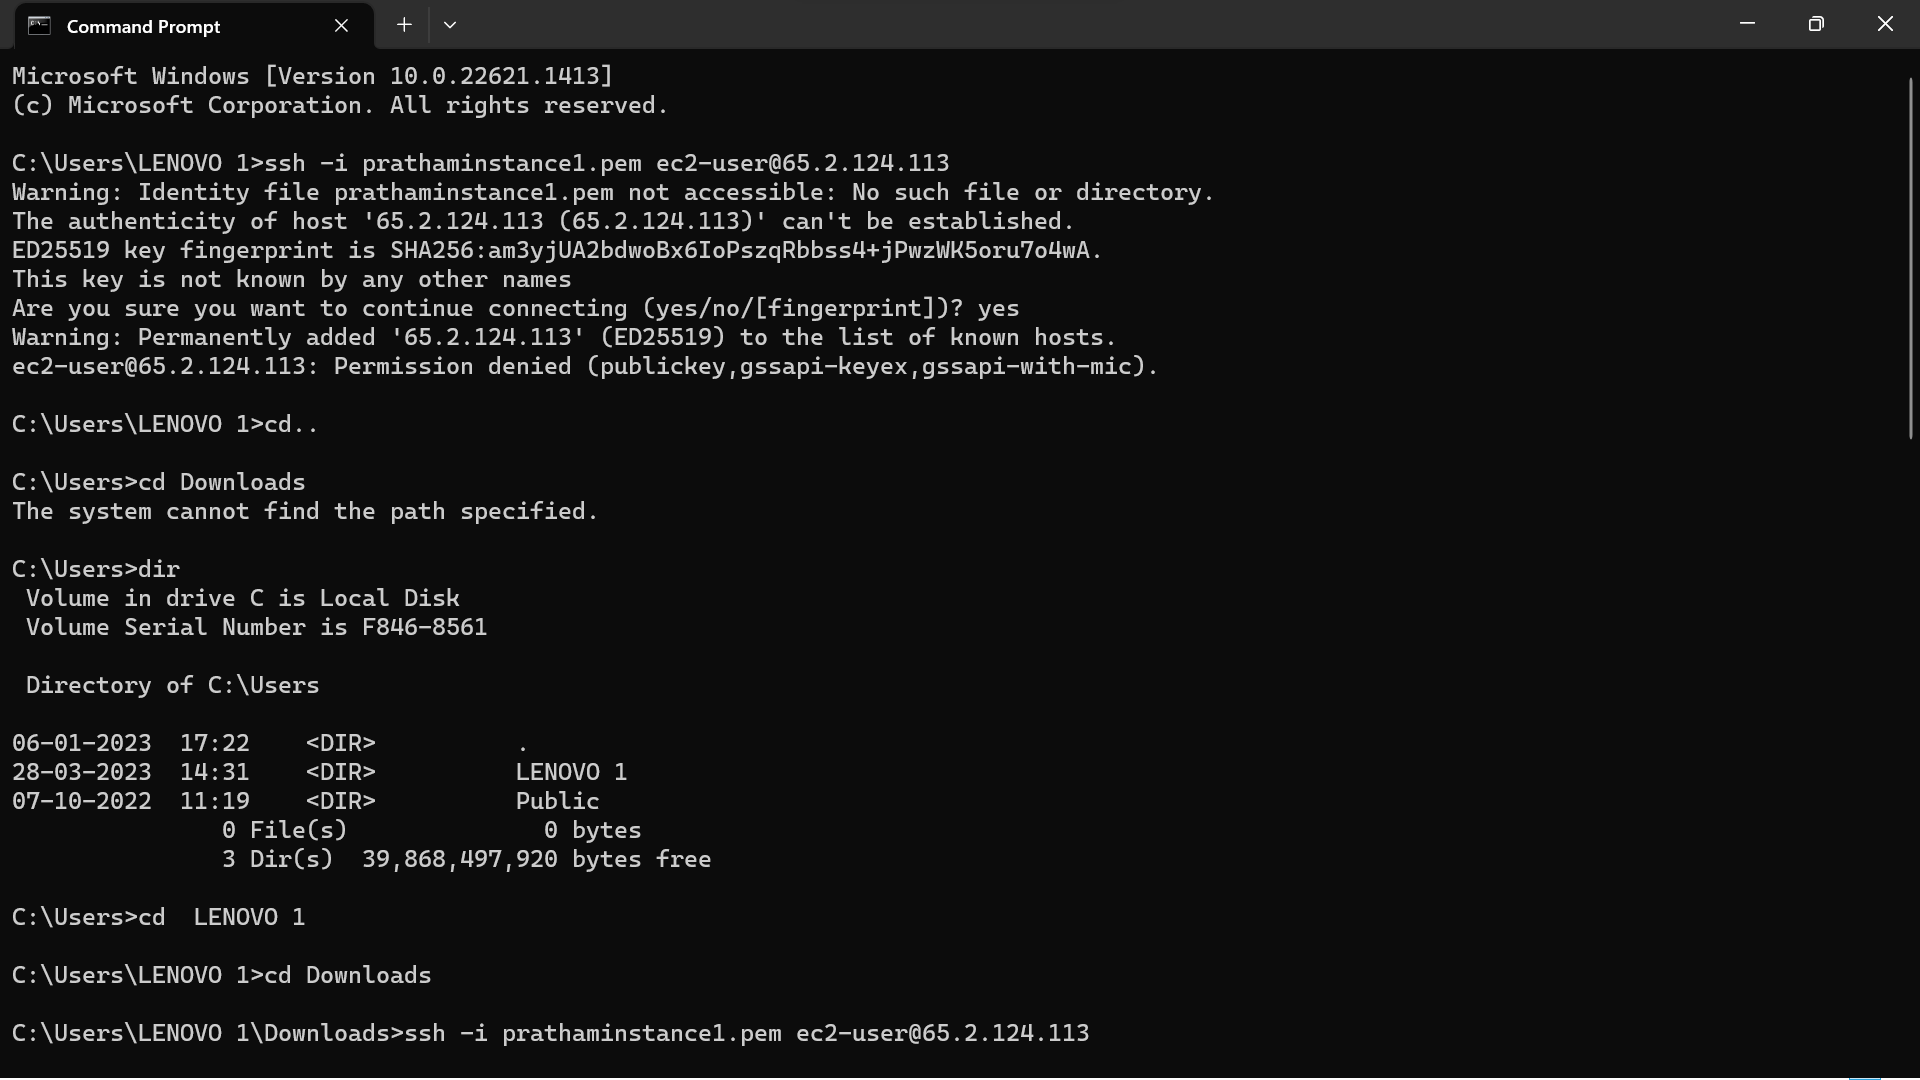 Command Prompt
Microsoft Windows [Version 10.0.22621.1413]
(c) Microsoft Corporation. All rights reserved.
C:\Users\LENOVO 1>ssh -i prathaminstance1.pem ec2-user@65.2.124.113
Warning: Identity file prathaminstance1.pem not accessible: No such file or directory.
The authenticity of host '65.2.124.113 (65.2.124.113)' can't be established.
ED25519 key fingerprint is SHA256:am3yjUA2bdwoBx6IoPszqRbbss4+jPwzWK5oru7o4wA.
This key is not known by any other names
Are you sure you want to continue connecting (yes/no/[fingerprint])? yes
Warning: Permanently added '65.2.124.113' (ED25519) to the list of known hosts.
ec2-user@65.2.124.113: Permission denied (publickey,gssapi-keyex,gssapi-with-mic).
C:\Users\LENOVO 1>cd..
C:\Users>cd Downloads
The system cannot find the path specified.
C:\Users>dir
 Volume in drive C is Local Disk
 Volume Serial Number is F846-8561
 Directory of C:\Users
06-01-2023  17:22    <DIR>          .
28-03-2023  14:31    <DIR>          LENOVO 1
07-10-2022  11:19    <DIR>          Public
               0 File(s)              0 bytes
               3 Dir(s)  39,868,497,920 bytes free
C:\Users>cd  LENOVO 1
C:\Users\LENOVO 1>cd Downloads
C:\Users\LENOVO 1\Downloads>ssh -i prathaminstance1.pem ec2-user@65.2.124.113